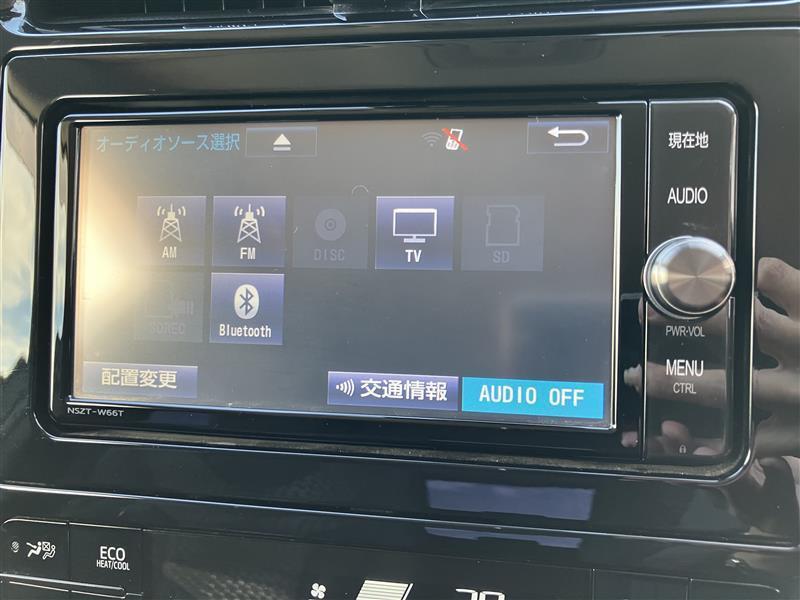 オーディオソース選択
現在地
AUDIO
AM
FM
DISC
TV
SD
SDREC
Bluetooth
PWR·VOL
配置変更
交通情報
AUDIO OFF
MENU
CTRL
NSZT-W66T
ECO
HEAT/COOL